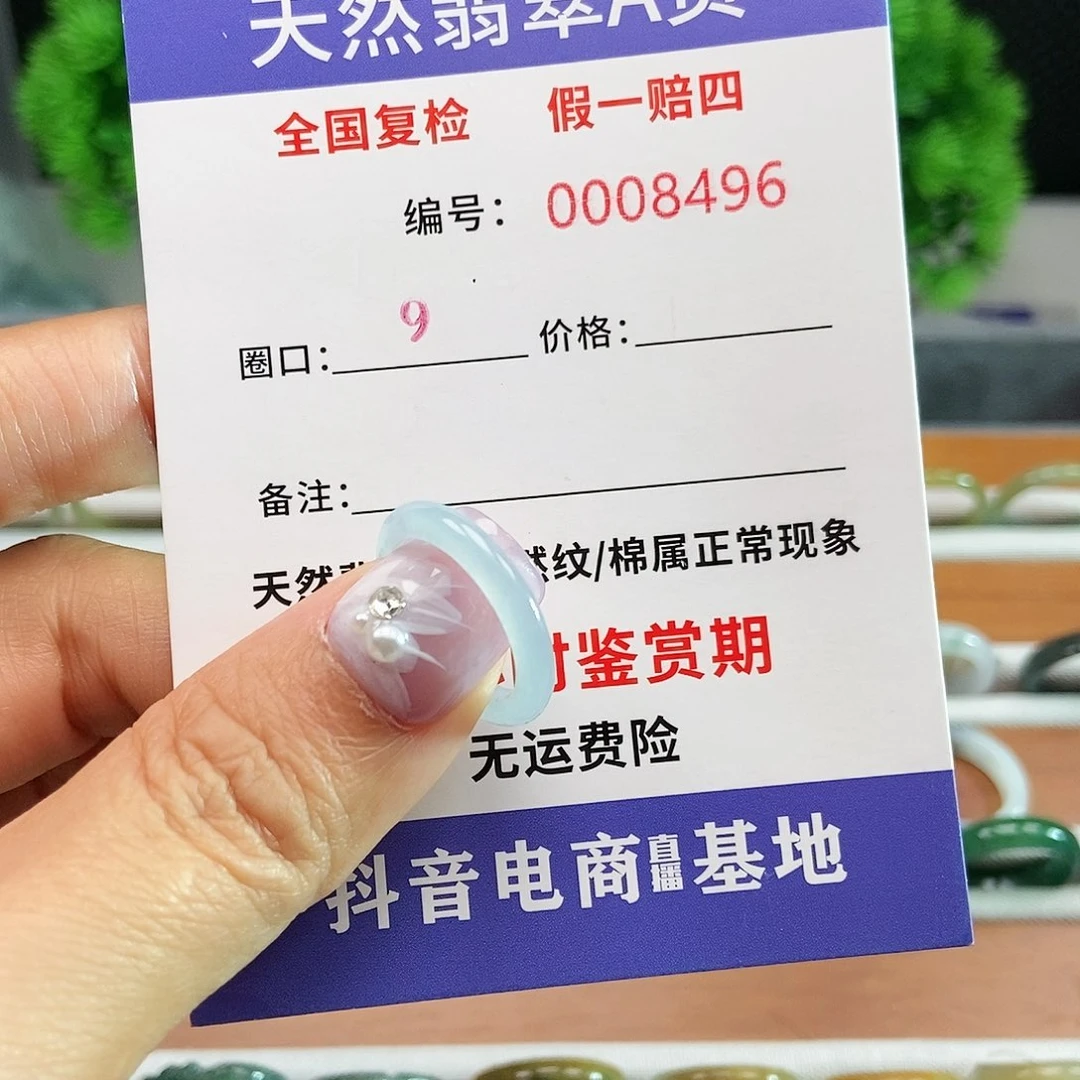 天然翡翠A货
全国复检 假一赔四
编号：0008496
圈口：9 价格：
备注：
天然 然纹/棉属正常现象
时鉴赏期
无运费险
抖音电商直播基地